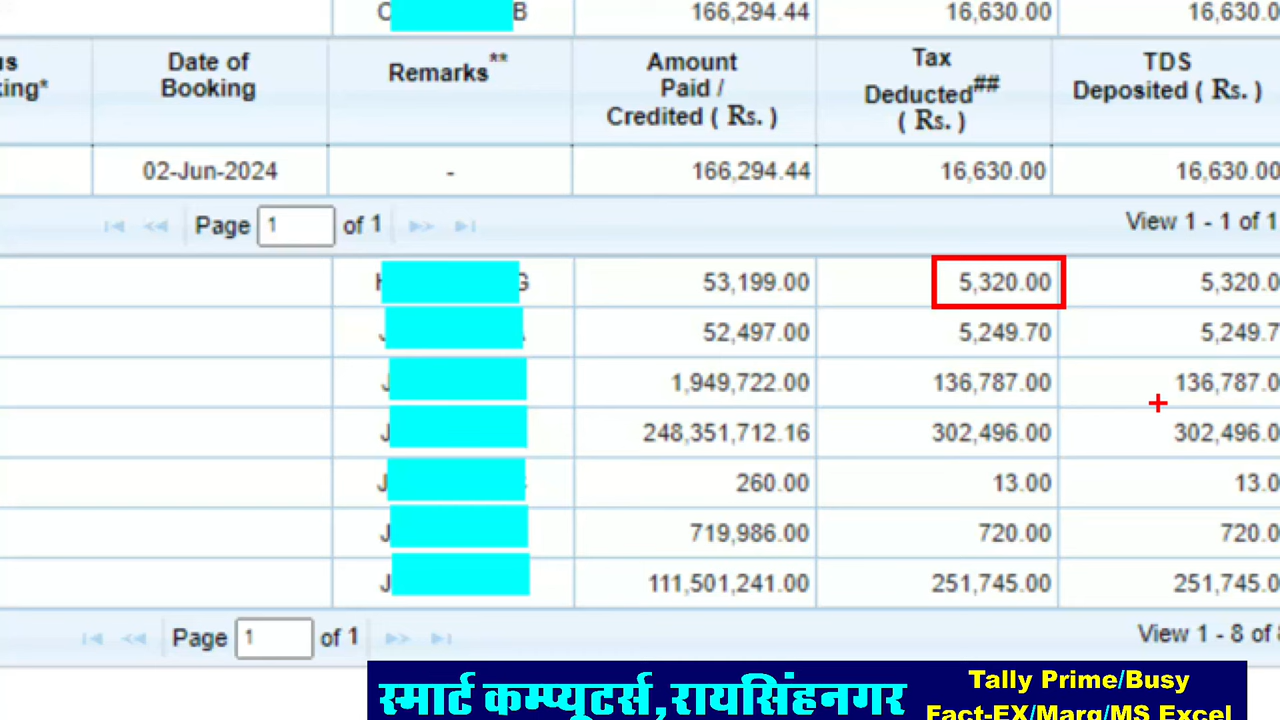 B 166,294.44 16,630.00 16,630.00
Date of Booking Remarks** Amount Paid / Credited ( Rs. ) Tax Deducted## ( Rs. ) TDS Deposited ( Rs. )
02-Jun-2024 - 166,294.44 16,630.00 16,630.00
Page 1 of 1 View 1 - 1 of 1
G 53,199.00 5,320.00 5,320.0
52,497.00 5,249.70 5,249.7
J 1,949,722.00 136,787.00 136,787.0
J 248,351,712.16 302,496.00 302,496.0
J 260.00 13.00 13.0
J 719,986.00 720.00 720.0
J 111,501,241.00 251,745.00 251,745.0
Page 1 of 1 View 1 - 8 of
स्मार्ट कम्प्यूटर्स,रायसिंहनगर
Tally Prime/Busy
Fact-EX/Marg/MS Excel